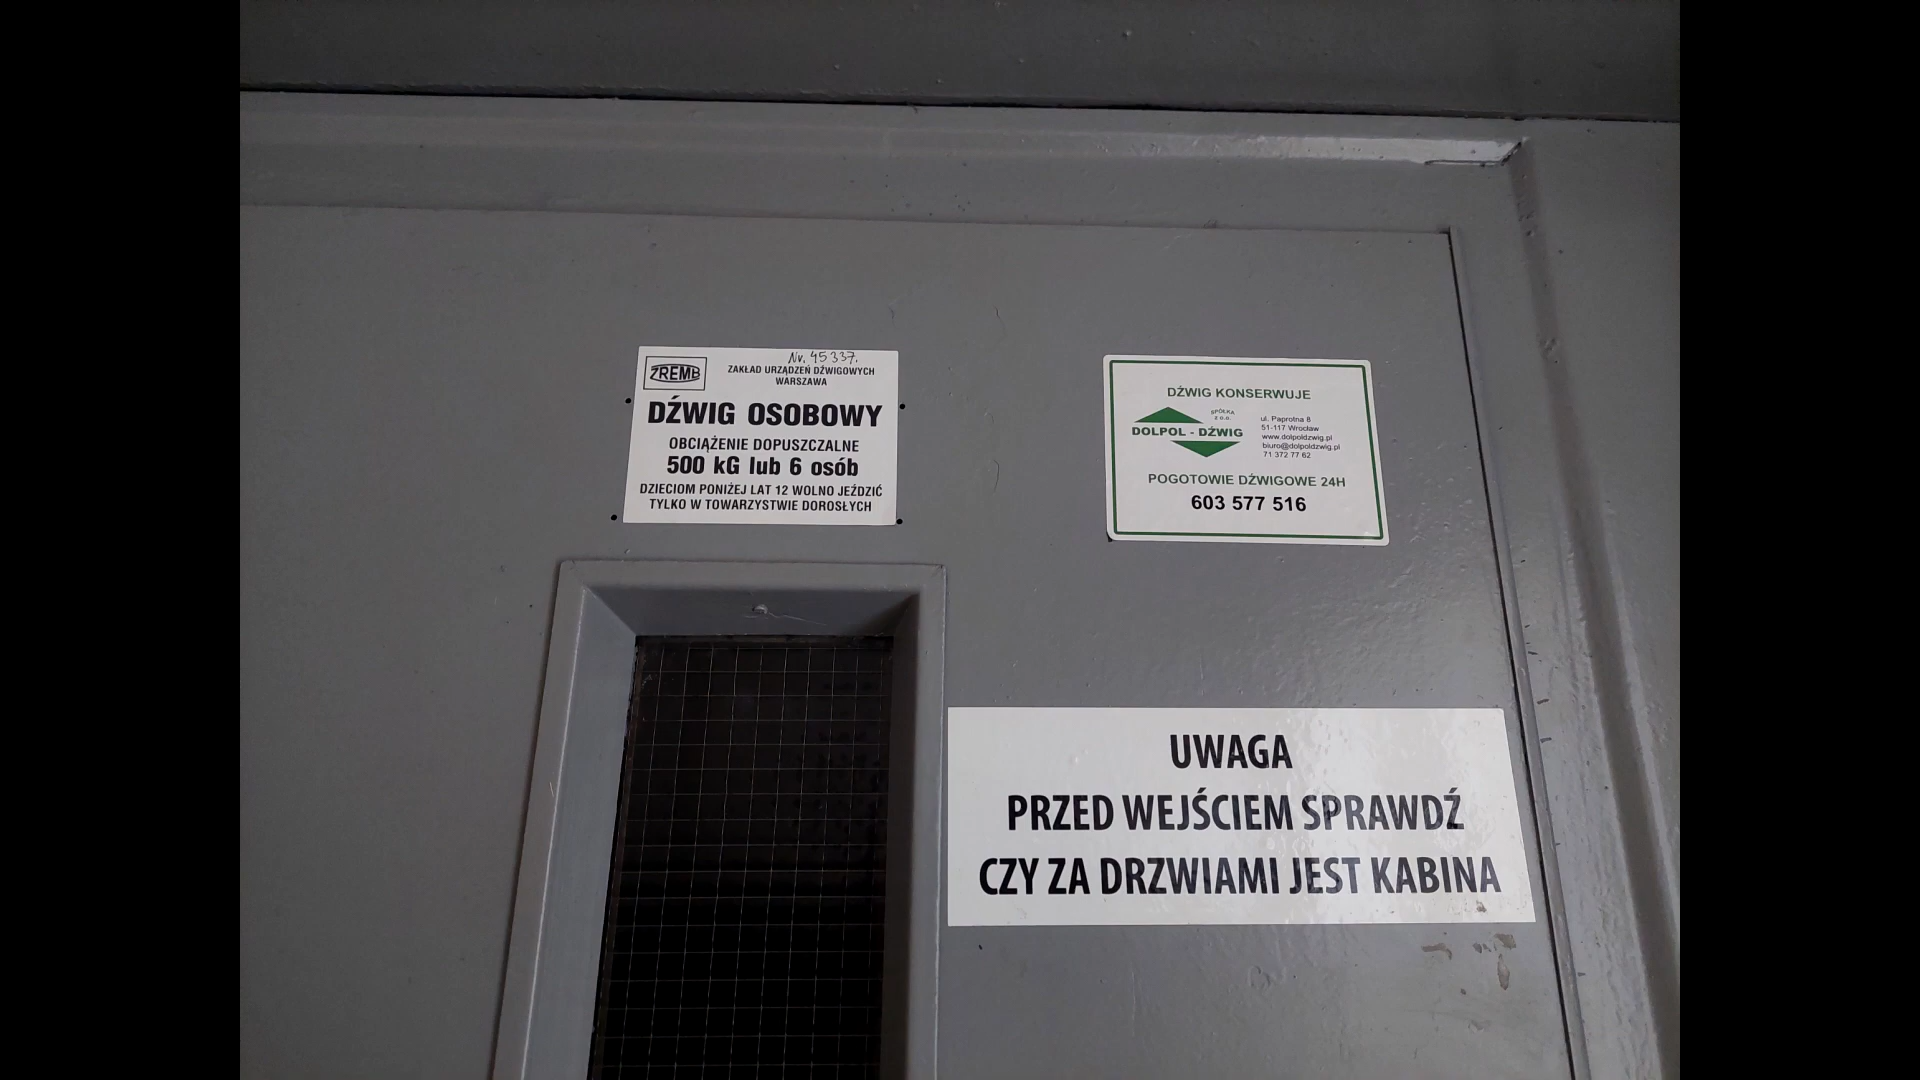 Nr. 45337.
ZREMB
ZAKŁAD URZĄDZEŃ DŹWIGOWYCH
WARSZAWA
DŹWIG OSOBOWY
OBCIĄŻENIE DOPUSZCZALNE
500 kG lub 6 osób
DZIECIOM PONIŻEJ LAT 12 WOLNO JEŹDZIĆ
TYLKO W TOWARZYSTWIE DOROSŁYCH
DŹWIG KONSERWUJE
SPÓŁKA
z o.o.
DOLPOL - DŹWIG
ul. Paprotna 8
51-117 Wrocław
www.dolpoldzwig.pl
biuro@dolpoldzwig.pl
71 372 77 62
POGOTOWIE DŹWIGOWE 24H
603 577 516
UWAGA
PRZED WEJŚCIEM SPRAWDŹ
CZY ZA DRZWIAMI JEST KABINA